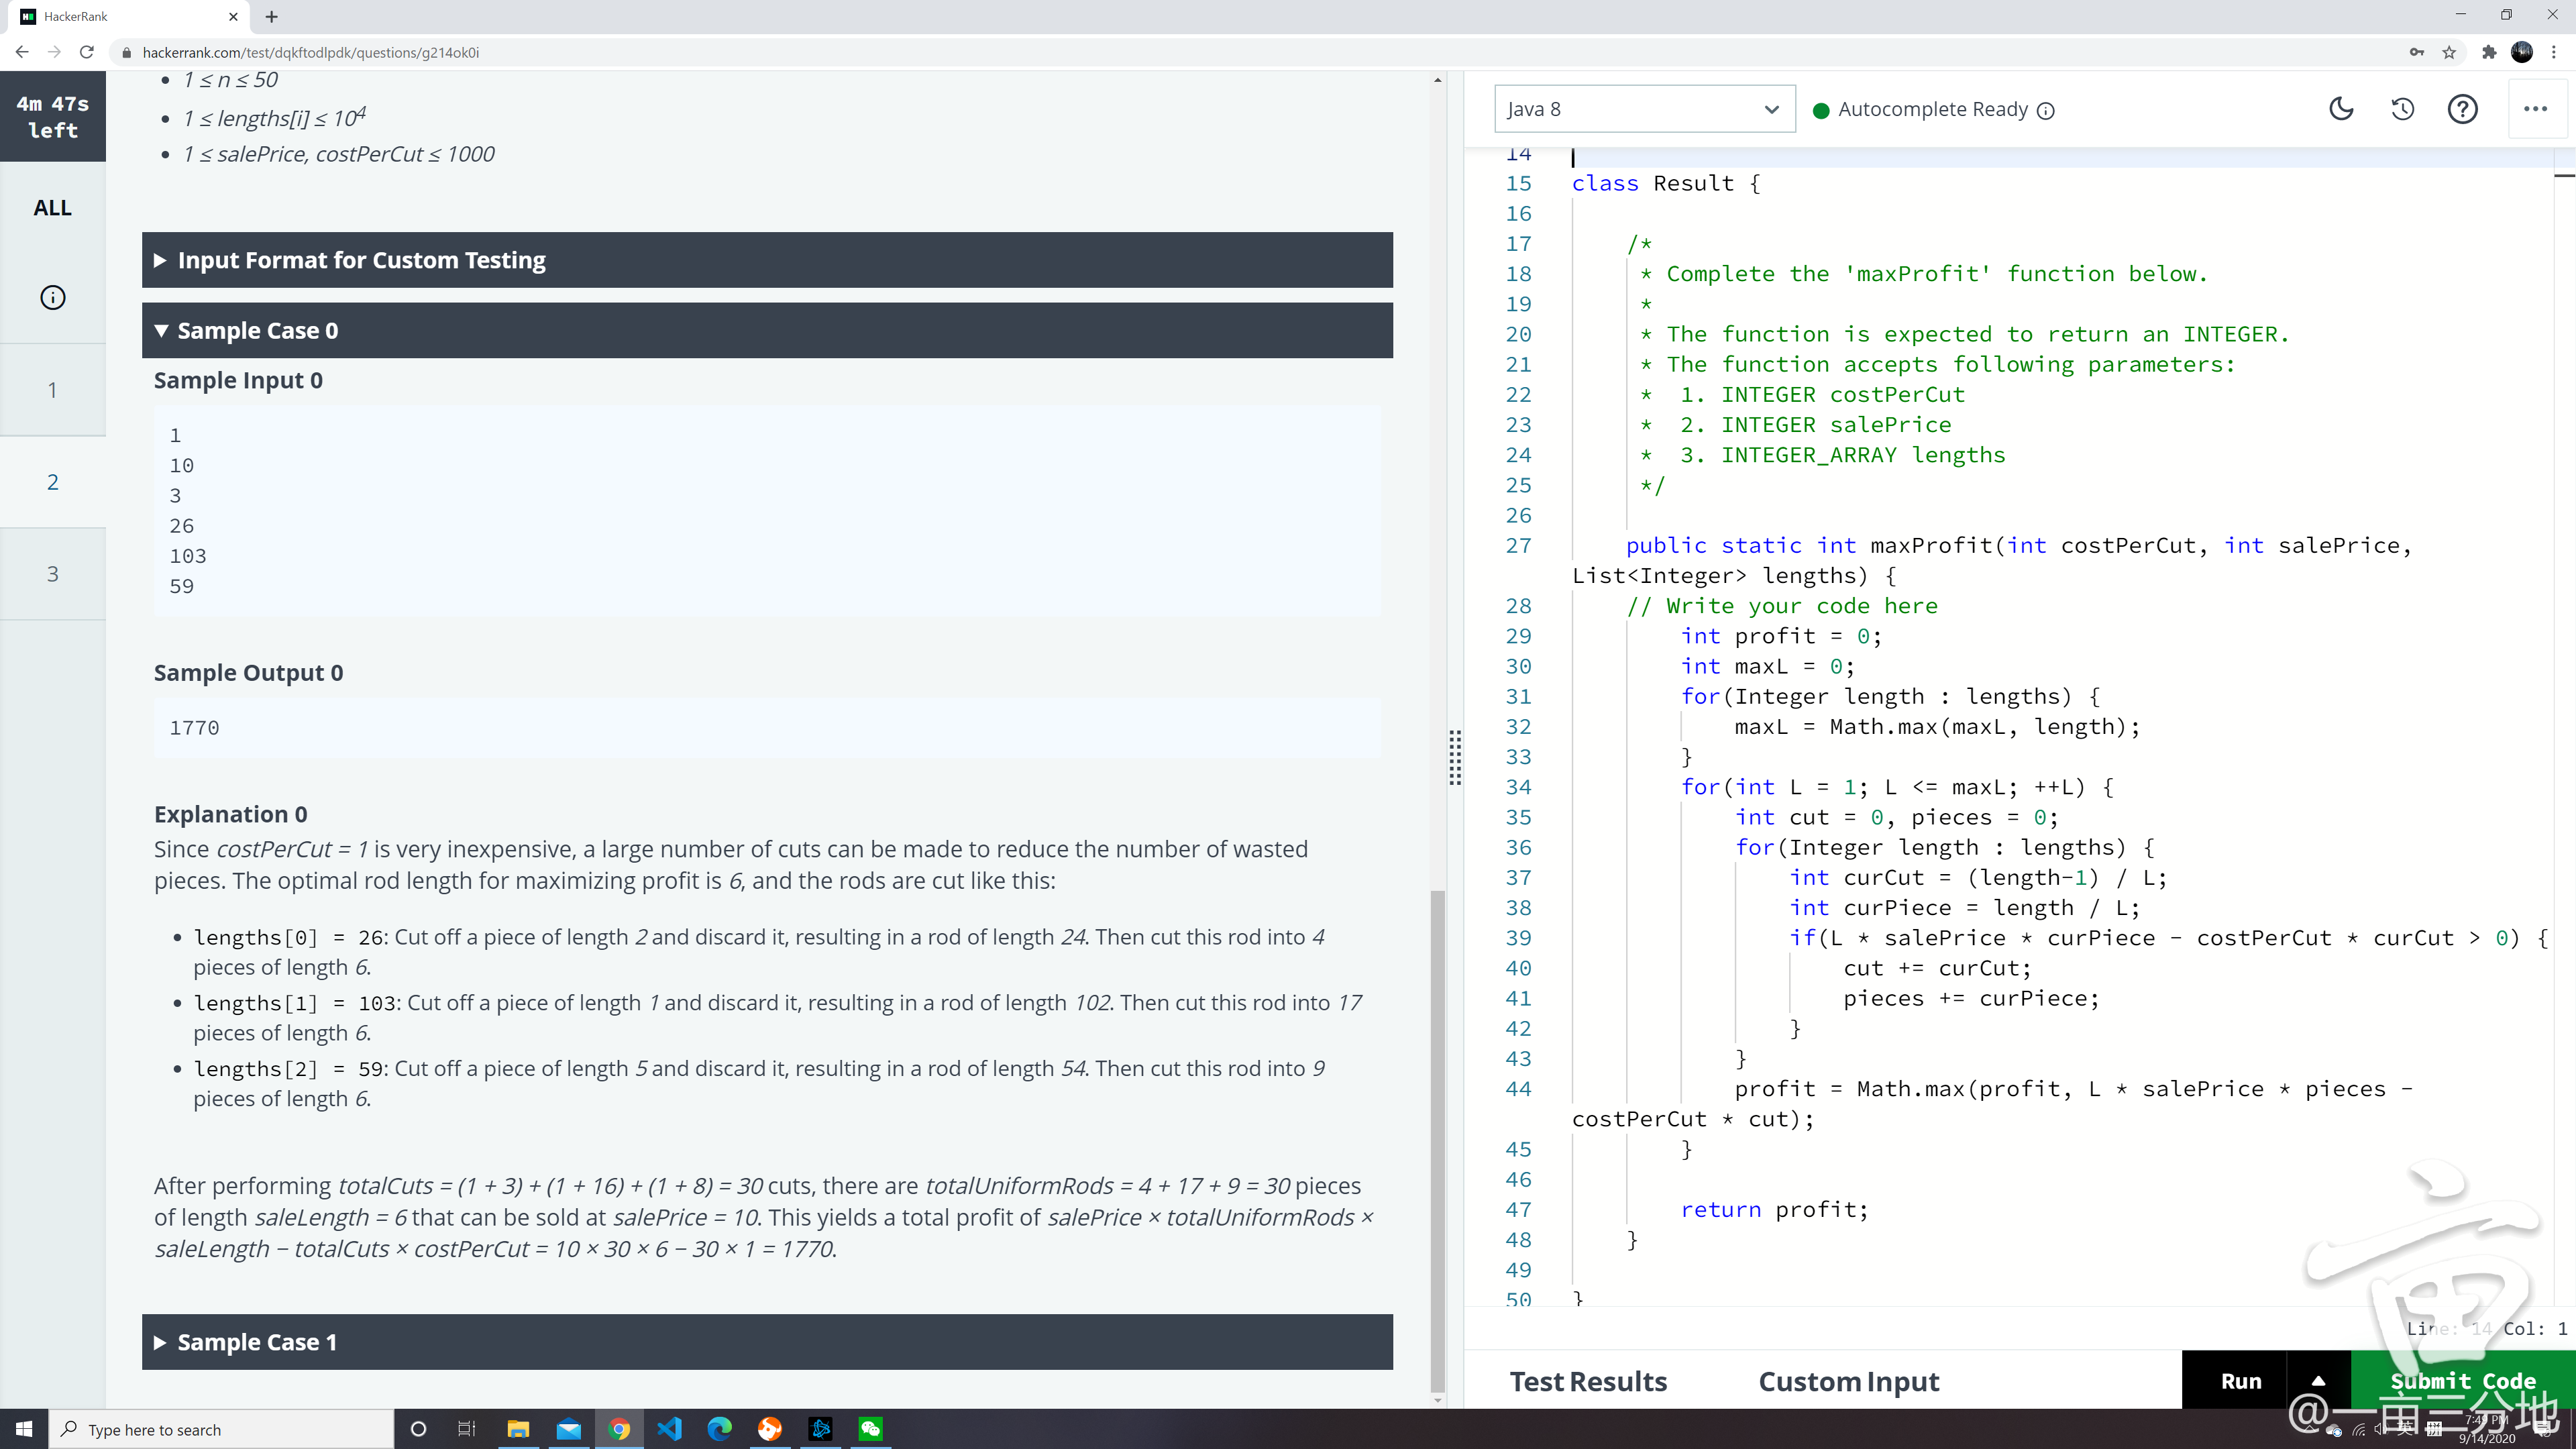 HackerRank
hackerrank.com/test/dqkftodlpdk/questions/g214ok0i
4m 47s
left
ALL
1
2
3
• 1 ≤ n ≤ 50
• 1 ≤ lengths[i] ≤ 10⁴
• 1 ≤ salePrice, costPerCut ≤ 1000
▶ Input Format for Custom Testing
▼ Sample Case 0
Sample Input 0
1
10
3
26
103
59
Sample Output 0
1770
Explanation 0
Since costPerCut = 1 is very inexpensive, a large number of cuts can be made to reduce the number of wasted
pieces. The optimal rod length for maximizing profit is 6, and the rods are cut like this:
• lengths[0] = 26: Cut off a piece of length 2 and discard it, resulting in a rod of length 24. Then cut this rod into 4
pieces of length 6.
• lengths[1] = 103: Cut off a piece of length 1 and discard it, resulting in a rod of length 102. Then cut this rod into 17
pieces of length 6.
• lengths[2] = 59: Cut off a piece of length 5 and discard it, resulting in a rod of length 54. Then cut this rod into 9
pieces of length 6.
After performing totalCuts = (1 + 3) + (1 + 16) + (1 + 8) = 30 cuts, there are totalUniformRods = 4 + 17 + 9 = 30 pieces
of length saleLength = 6 that can be sold at salePrice = 10. This yields a total profit of salePrice × totalUniformRods ×
saleLength − totalCuts × costPerCut = 10 × 30 × 6 − 30 × 1 = 1770.
▶ Sample Case 1
Java 8
Autocomplete Ready
14
15 class Result {
16
17 /*
18 * Complete the 'maxProfit' function below.
19 *
20 * The function is expected to return an INTEGER.
21 * The function accepts following parameters:
22 *  1. INTEGER costPerCut
23 *  2. INTEGER salePrice
24 *  3. INTEGER_ARRAY lengths
25 */
26
27 public static int maxProfit(int costPerCut, int salePrice,
List<Integer> lengths) {
28 // Write your code here
29 int profit = 0;
30 int maxL = 0;
31 for(Integer length : lengths) {
32 maxL = Math.max(maxL, length);
33 }
34 for(int L = 1; L <= maxL; ++L) {
35 int cut = 0, pieces = 0;
36 for(Integer length : lengths) {
37 int curCut = (length-1) / L;
38 int curPiece = length / L;
39 if(L * salePrice * curPiece - costPerCut * curCut > 0) {
40 cut += curCut;
41 pieces += curPiece;
42 }
43 }
44 profit = Math.max(profit, L * salePrice * pieces -
costPerCut * cut);
45 }
46
47 return profit;
48 }
49
50 }
Line: 14 Col: 1
Test Results
Custom Input
Run
Submit Code
亩
@一亩三分地
Type here to search
英
7:49 PM
9/14/2020